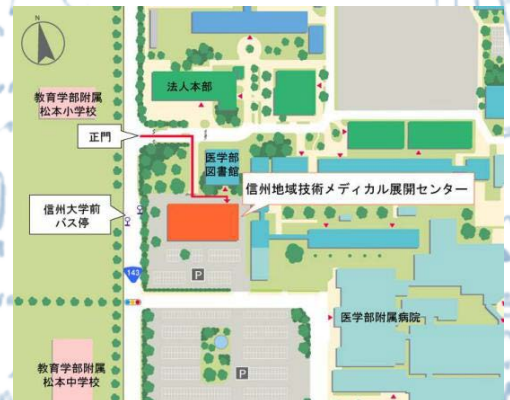 N
法人本部
教育学部附属
松本小学校
正門
医学部
図書館
信州地域技術メディカル展開センター
信州大学前
バス停
143
P
医学部附属病院
教育学部附属
松本中学校
P